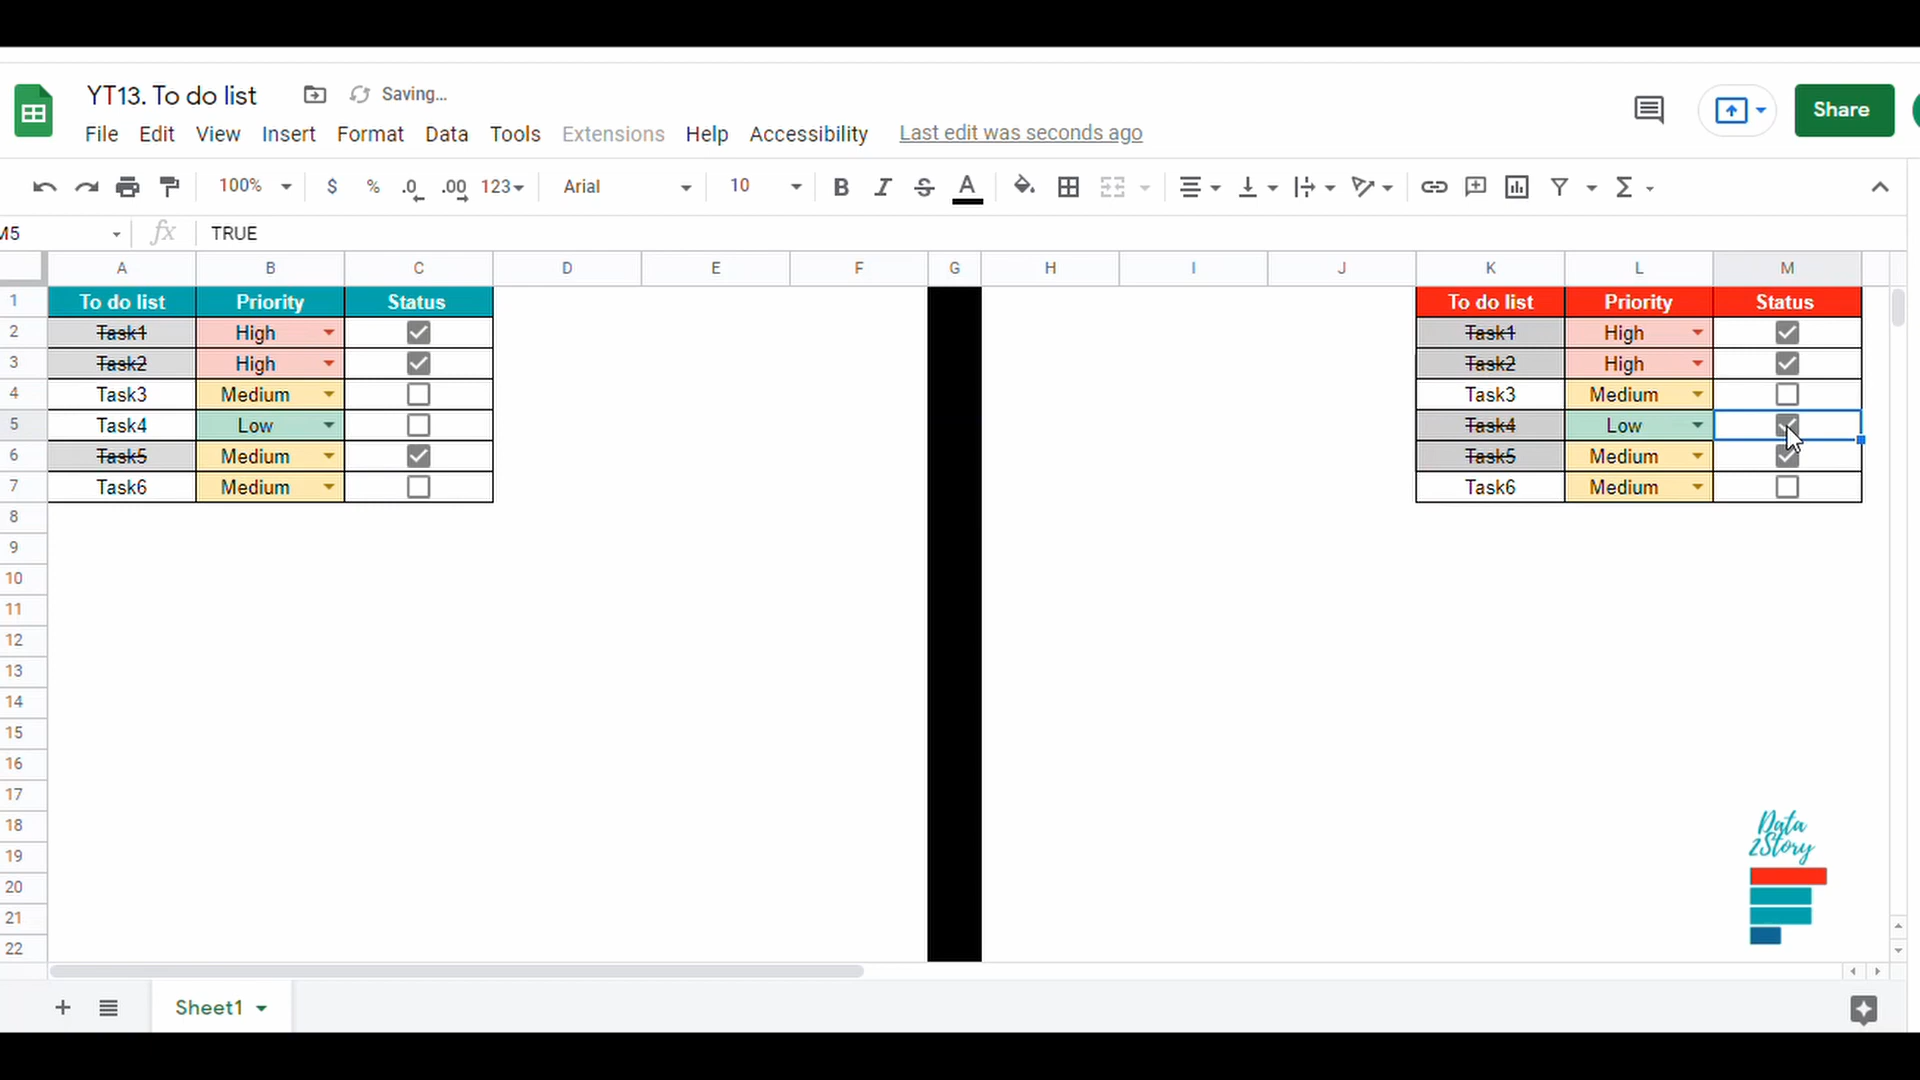 YT13. To do list Saving...
File Edit View Insert Format Data Tools Extensions Help Accessibility Last edit was seconds ago
Share
100% $ % .0 .00 123 Arial 10 B I S A Σ
M5 fx TRUE
A B C D E F G H I J K L M
1 To do list Priority Status To do list Priority Status
2 Task1 High Task1 High
3 Task2 High Task2 High
4 Task3 Medium Task3 Medium
5 Task4 Low Task4 Low
6 Task5 Medium Task5 Medium
7 Task6 Medium Task6 Medium
8
9
10
11
12
13
14
15
16
17
18
19
20
21
22
Data
2Story
Sheet1